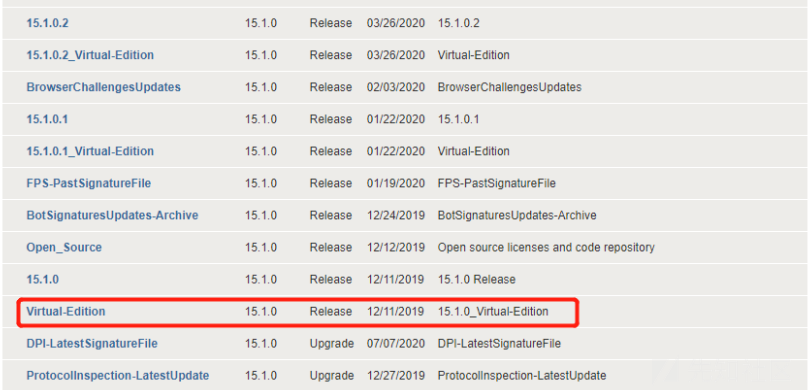 15.1.0.2 15.1.0 Release 03/26/2020 15.1.0.2
15.1.0.2_Virtual-Edition 15.1.0 Release 03/26/2020 Virtual-Edition
BrowserChallengesUpdates 15.1.0 Release 02/03/2020 BrowserChallengesUpdates
15.1.0.1 15.1.0 Release 01/22/2020 15.1.0.1
15.1.0.1_Virtual-Edition 15.1.0 Release 01/22/2020 Virtual-Edition
FPS-PastSignatureFile 15.1.0 Release 01/19/2020 FPS-PastSignatureFile
BotSignaturesUpdates-Archive 15.1.0 Release 12/24/2019 BotSignaturesUpdates-Archive
Open_Source 15.1.0 Release 12/12/2019 Open source licenses and code repository
15.1.0 15.1.0 Release 12/11/2019 15.1.0 Release
Virtual-Edition 15.1.0 Release 12/11/2019 15.1.0_Virtual-Edition
DPI-LatestSignatureFile 15.1.0 Upgrade 07/07/2020 DPI-LatestSignatureFile
ProtocolInspection-LatestUpdate 15.1.0 Upgrade 12/27/2019 ProtocolInspection-LatestUpdate